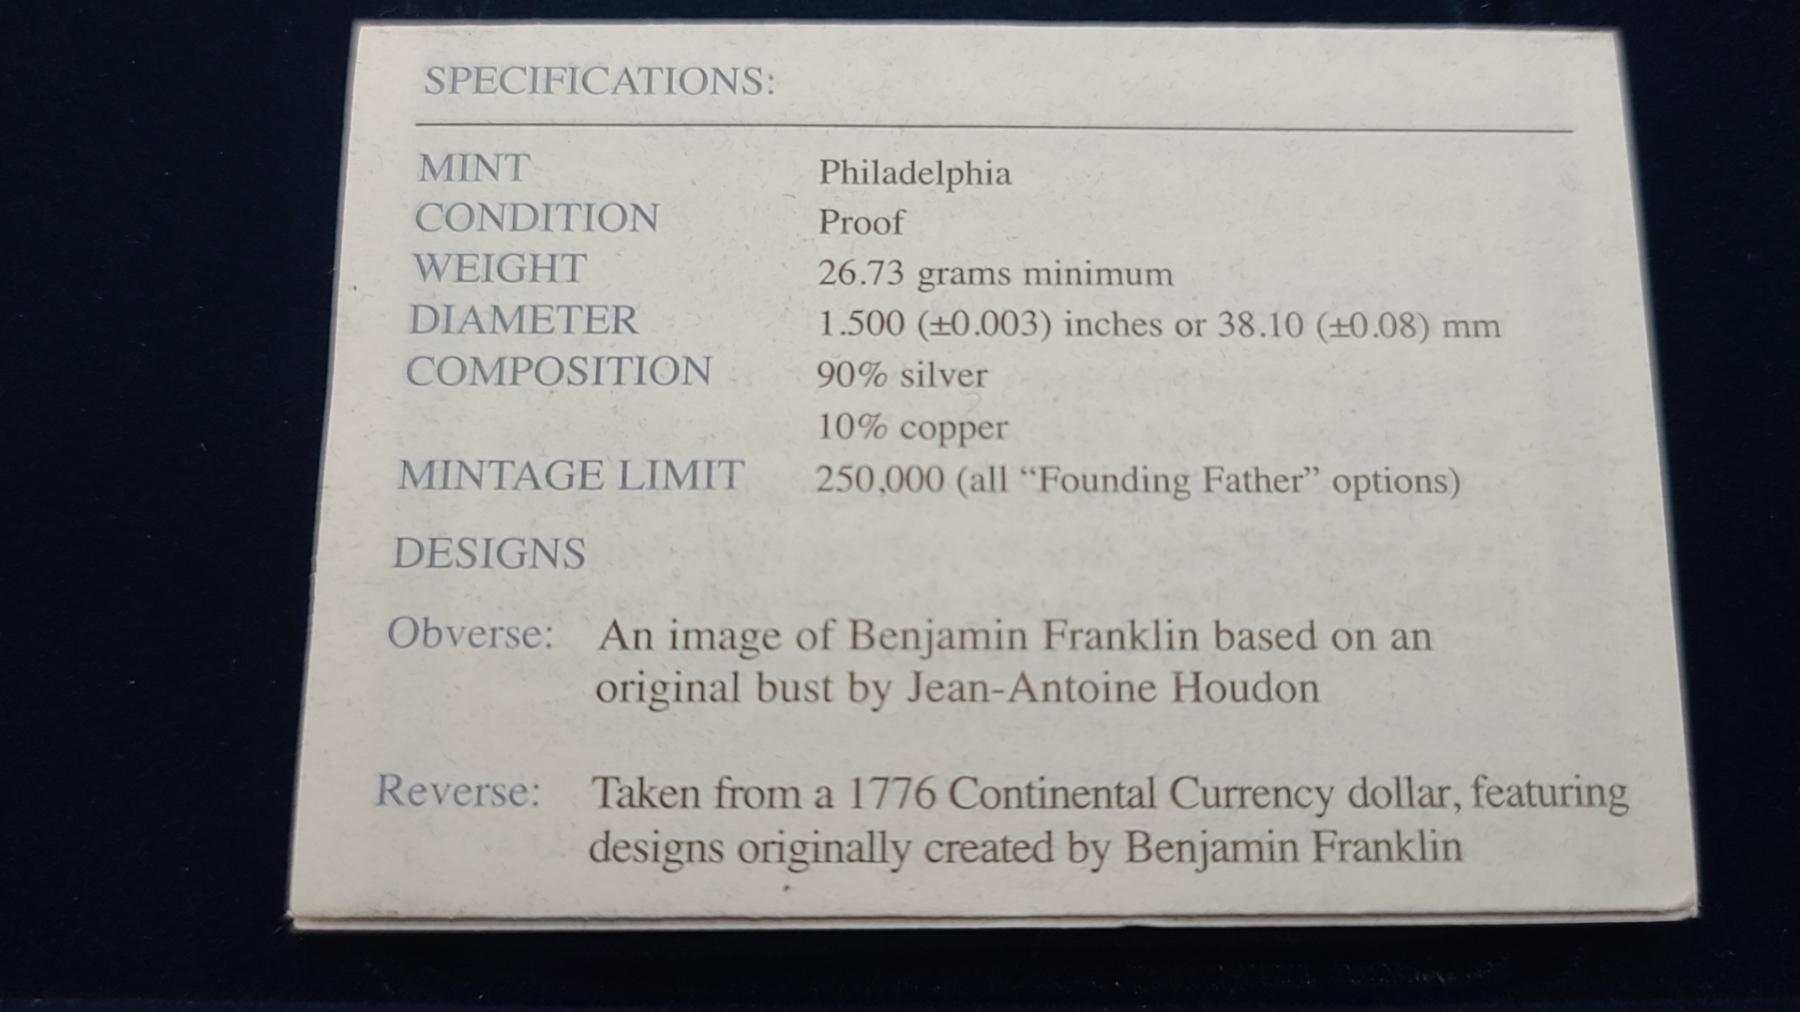 SPECIFICATIONS:
MINT Philadelphia
CONDITION Proof
WEIGHT 26.73 grams minimum
DIAMETER 1.500 (±0.003) inches or 38.10 (±0.08) mm
COMPOSITION 90% silver
10% copper
MINTAGE LIMIT 250,000 (all “Founding Father” options)
DESIGNS
Obverse: An image of Benjamin Franklin based on an
original bust by Jean-Antoine Houdon
Reverse: Taken from a 1776 Continental Currency dollar, featuring
designs originally created by Benjamin Franklin